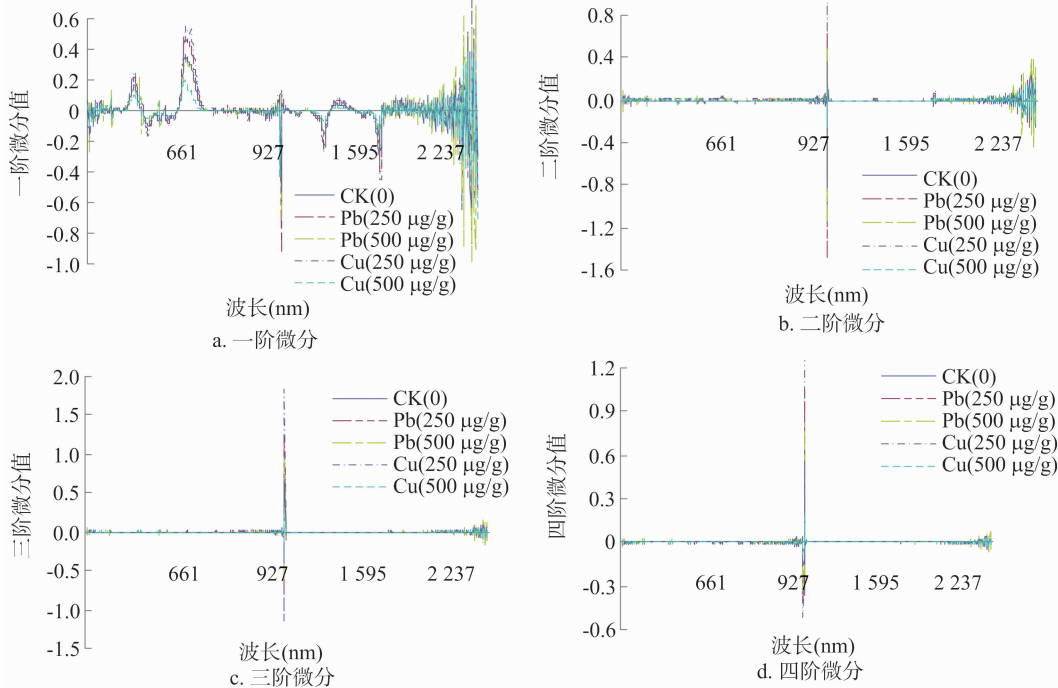 0.6
0.4
0.2
0
-0.2
-0.4
-0.6
-0.8
-1.0
一阶微分值
661 927 1 595 2 237
CK(0)
Pb(250 μg/g)
Pb(500 μg/g)
Cu(250 μg/g)
Cu(500 μg/g)
波长(nm)
a. 一阶微分
0.8
0.4
0.0
-0.4
-0.8
-1.2
-1.6
二阶微分值
661 927 1 595 2 237
CK(0)
Pb(250 μg/g)
Pb(500 μg/g)
Cu(250 μg/g)
Cu(500 μg/g)
波长(nm)
b. 二阶微分
2.0
1.5
1.0
0.5
0.0
-0.5
-1.0
-1.5
三阶微分值
CK(0)
Pb(250 μg/g)
Pb(500 μg/g)
Cu(250 μg/g)
Cu(500 μg/g)
661 927 1 595 2 237
波长(nm)
c. 三阶微分
1.2
0.9
0.6
0.3
0
-0.3
-0.6
四阶微分值
CK(0)
Pb(250 μg/g)
Pb(500 μg/g)
Cu(250 μg/g)
Cu(500 μg/g)
661 927 1 595 2 237
波长(nm)
d. 四阶微分